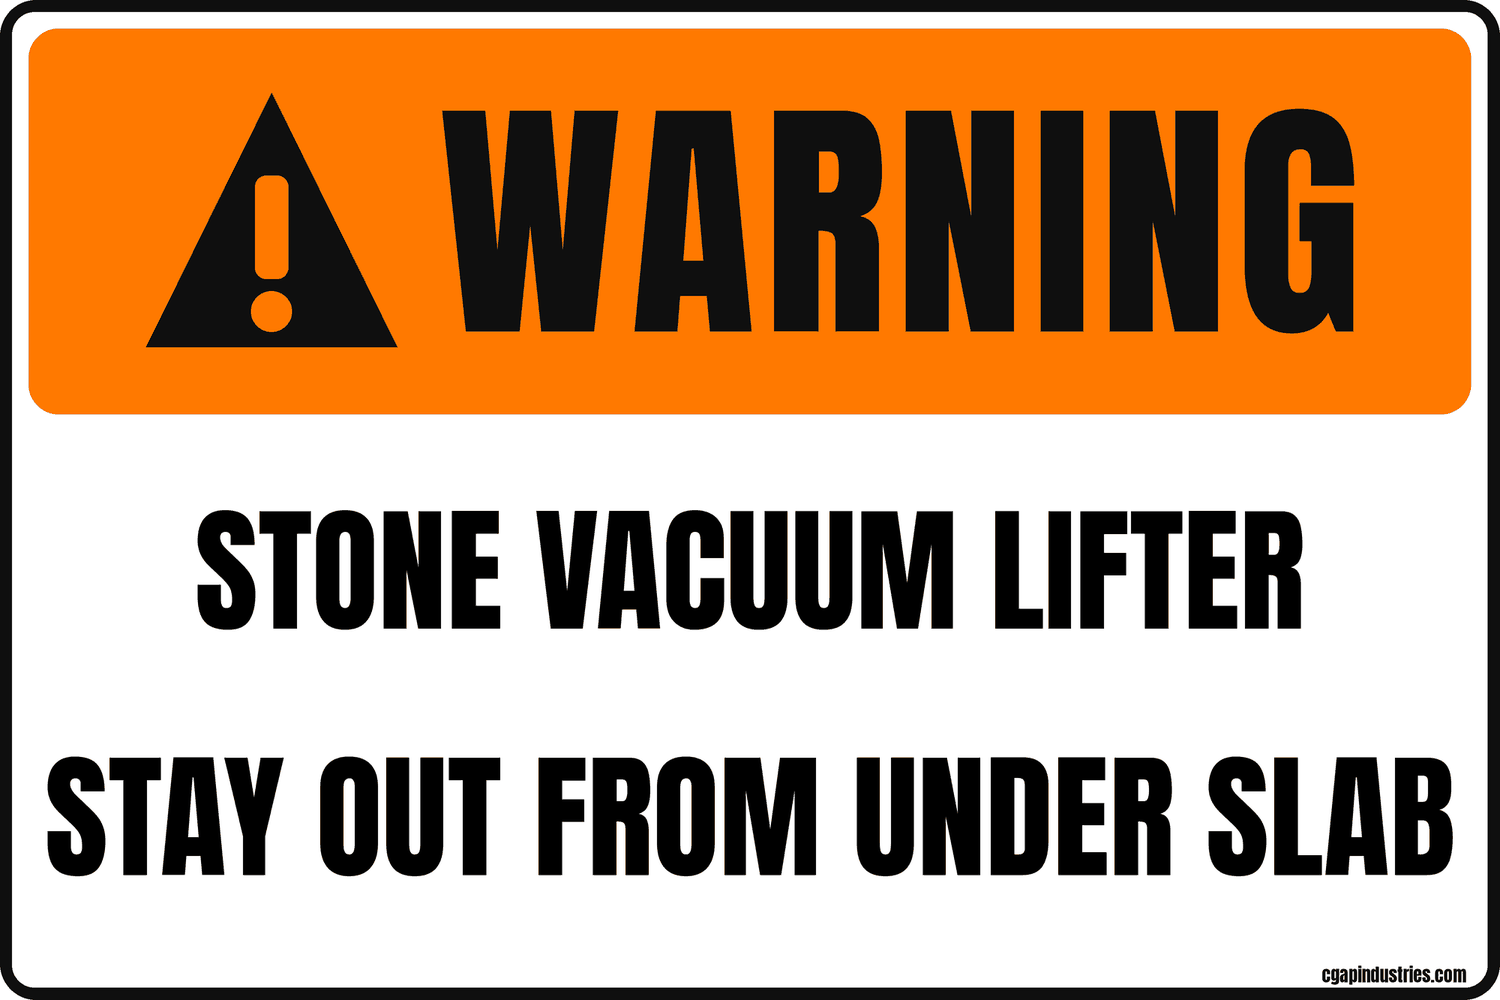 WARNING
STONE VACUUM LIFTER
STAY OUT FROM UNDER SLAB
cgapindustries.com